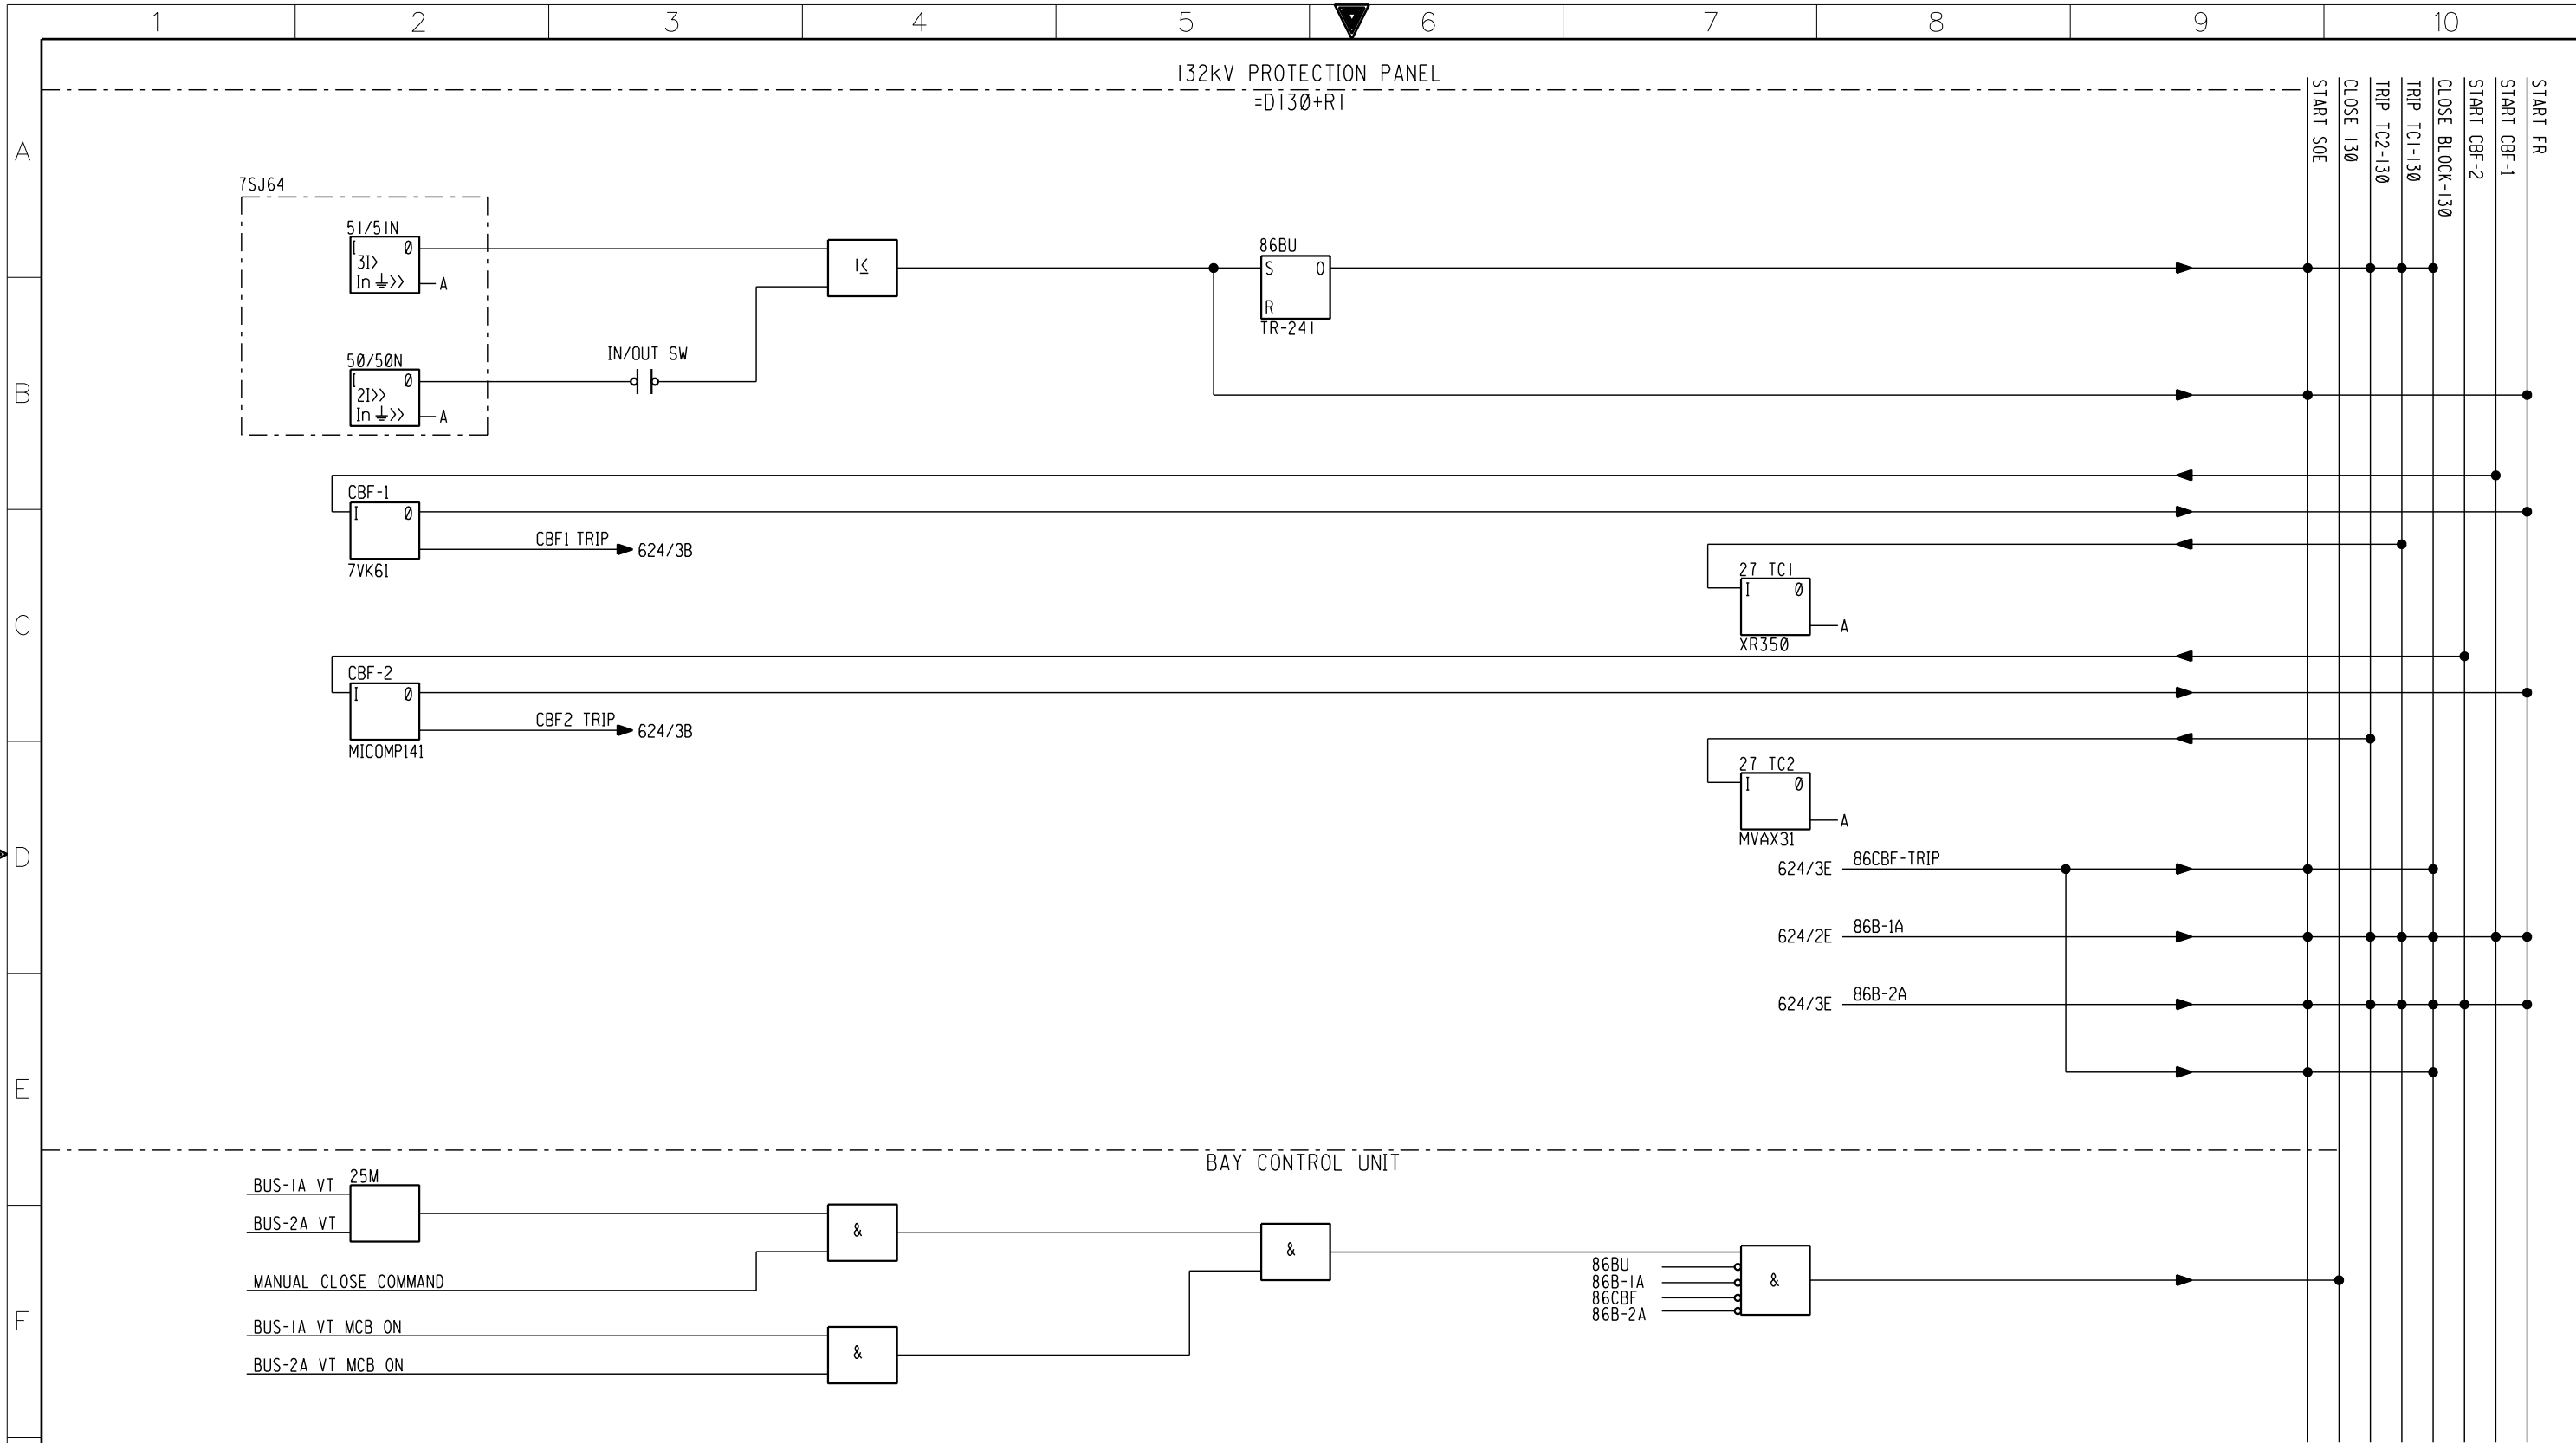 1 2 3 4 5 6 7 8 9 10
132kV PROTECTION PANEL
=D130+R1
START SOE
CLOSE 130
TRIP TC2-130
TRIP TC1-130
CLOSE BLOCK-130
START CBF-2
START CBF-1
START FR
A
7SJ64
51/51N
I 0
3I>
In ⏚>> A
≥1
86BU
S O
R
TR-241
B
50/50N
I 0
2I>>
In ⏚>> A
IN/OUT SW
CBF-1
I 0
CBF1 TRIP 624/3B
7VK61
27 TC1
I 0
A
XR350
C
CBF-2
I 0
CBF2 TRIP 624/3B
MICOMP141
27 TC2
I 0
A
MVAX31
D
624/3E 86CBF-TRIP
624/2E 86B-1A
624/3E 86B-2A
E
BAY CONTROL UNIT
BUS-1A VT 25M
BUS-2A VT
&
MANUAL CLOSE COMMAND
&
86BU
86B-1A
86CBF
86B-2A
&
F
BUS-1A VT MCB ON
BUS-2A VT MCB ON
&